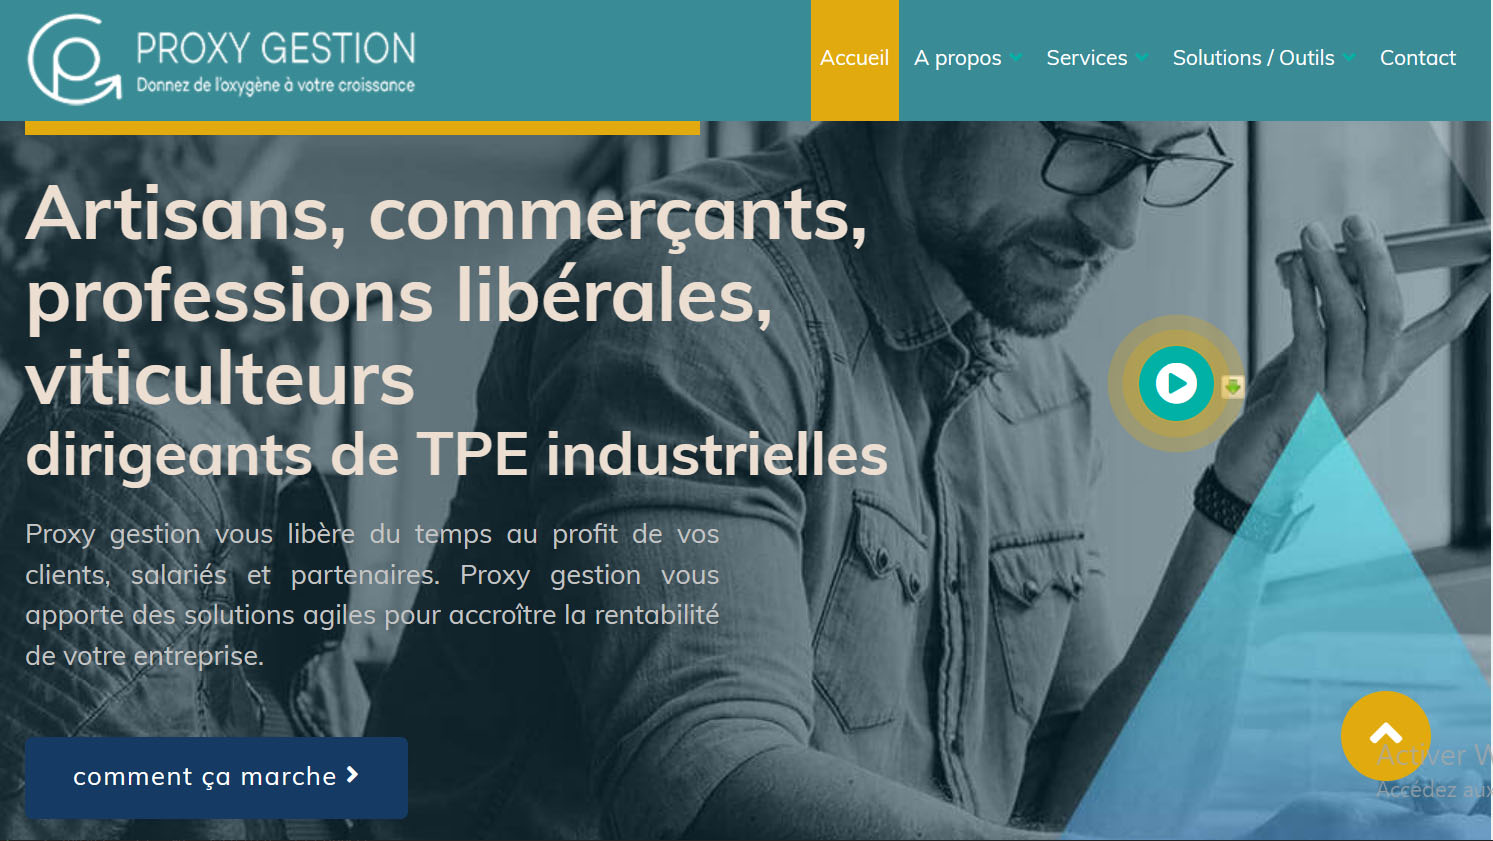 PROXY GESTION
Donnez de l'oxygène à votre croissance
Accueil A propos Services Solutions / Outils Contact
Artisans, commerçants,
professions libérales,
viticulteurs
dirigeants de TPE industrielles
Proxy gestion vous libère du temps au profit de vos
clients, salariés et partenaires. Proxy gestion vous
apporte des solutions agiles pour accroître la rentabilité
de votre entreprise.
comment ça marche
Activer W
Accédez aux